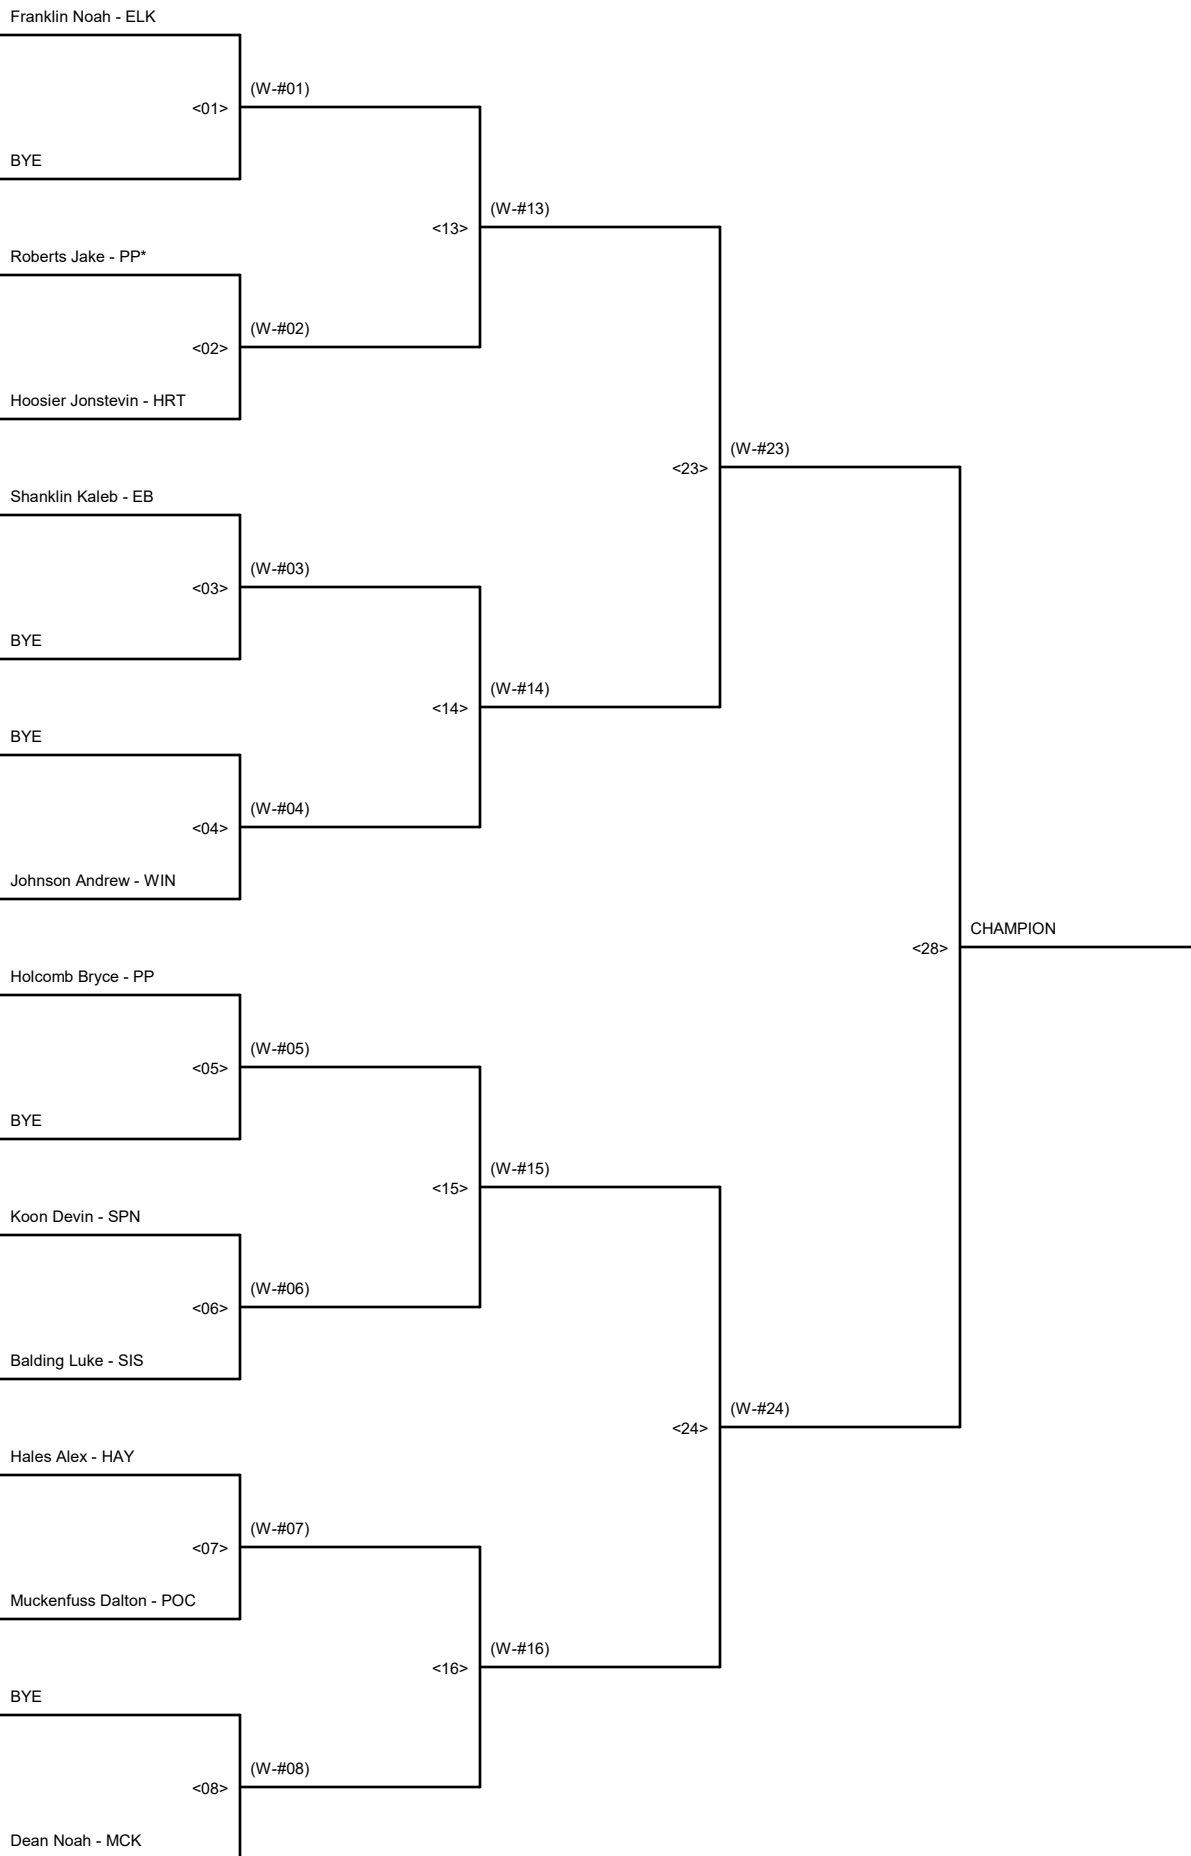 Franklin Noah - ELK
(W-#01)
<01>
BYE
(W-#13)
<13>
Roberts Jake - PP*
(W-#02)
<02>
Hoosier Jonstevin - HRT
(W-#23)
<23>
Shanklin Kaleb - EB
(W-#03)
<03>
BYE
(W-#14)
<14>
BYE
(W-#04)
<04>
Johnson Andrew - WIN
CHAMPION
<28>
Holcomb Bryce - PP
(W-#05)
<05>
BYE
(W-#15)
<15>
Koon Devin - SPN
(W-#06)
<06>
Balding Luke - SIS
(W-#24)
<24>
Hales Alex - HAY
(W-#07)
<07>
Muckenfuss Dalton - POC
(W-#16)
<16>
BYE
(W-#08)
<08>
Dean Noah - MCK